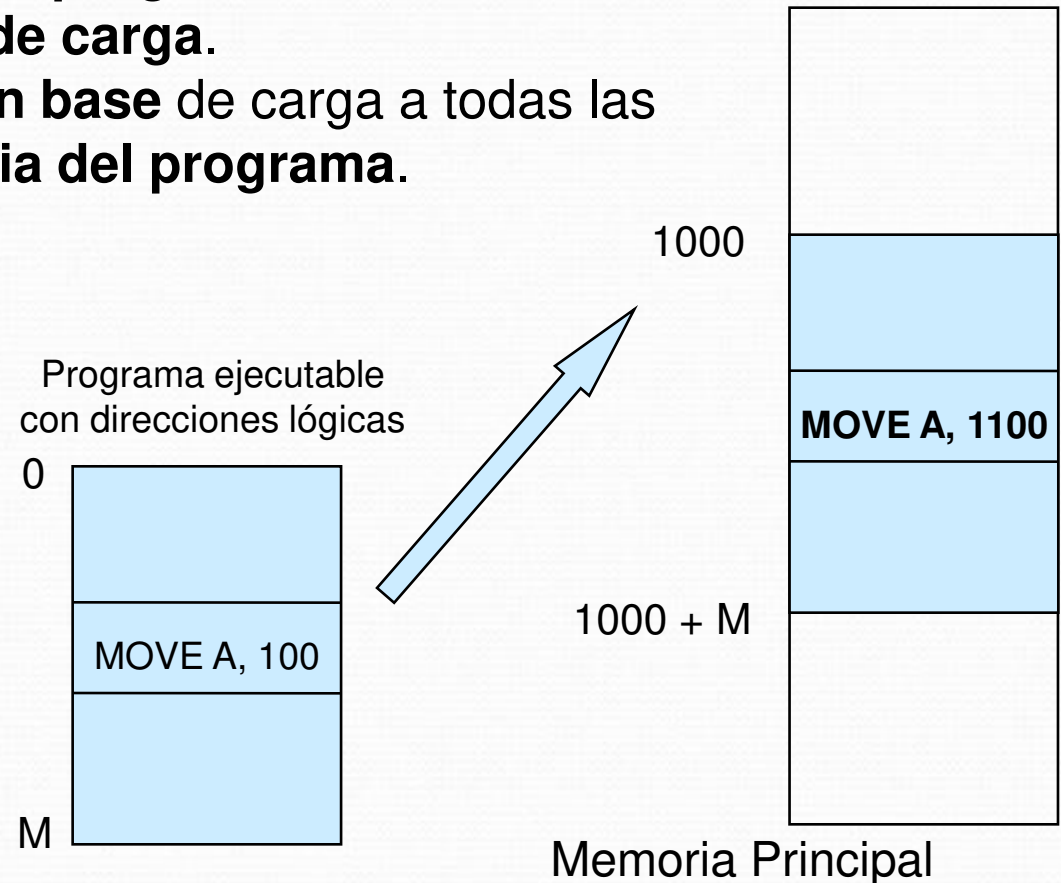 de carga.
n base de carga a todas las
ia del programa.
1000
Programa ejecutable
con direcciones lógicas
0
MOVE A, 1100
1000 + M
MOVE A, 100
M
Memoria Principal